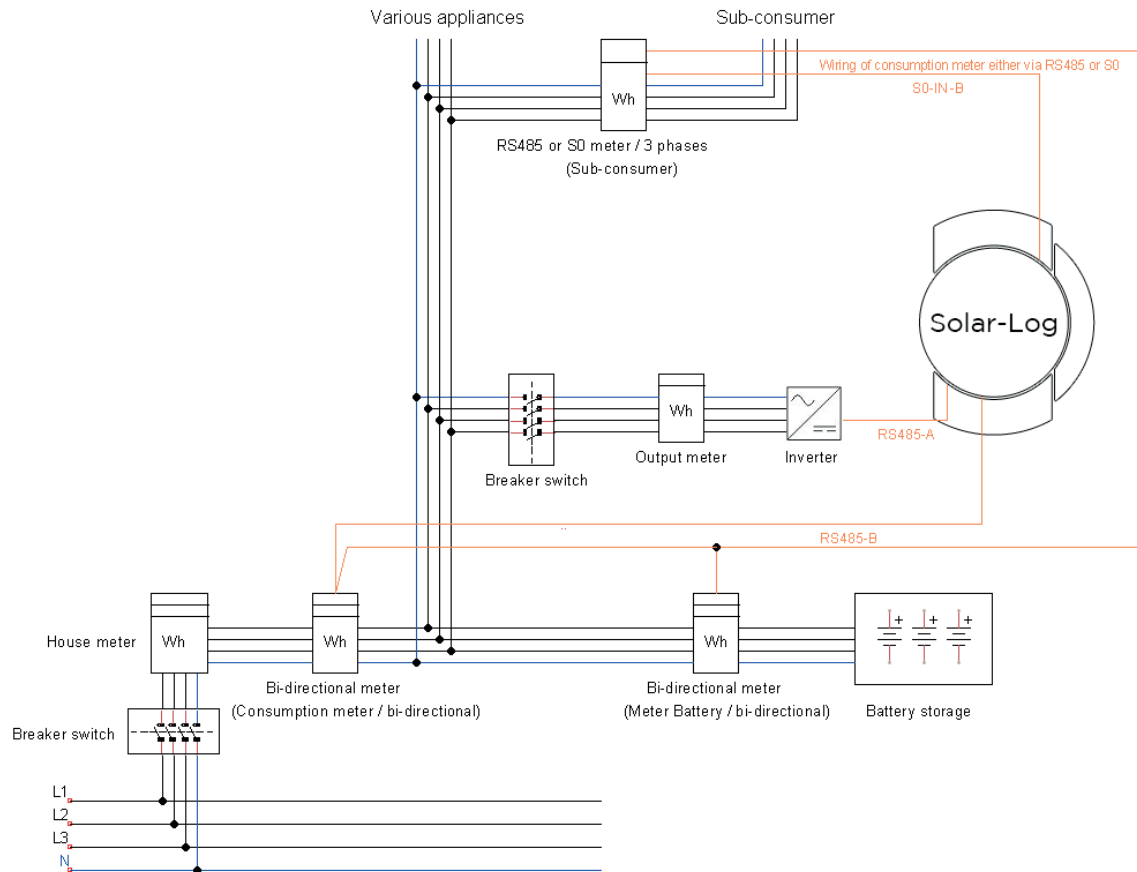 Various appliances
Sub-consumer
Wiring of consumption meter either via RS485 or S0
S0-IN-B
Wh
RS485 or S0 meter / 3 phases
(Sub-consumer)
Solar-Log
Wh
RS485-A
Output meter
Inverter
Breaker switch
RS485-B
House meter
Wh
Wh
Wh
+
+
+
Bi-directional meter
(Consumption meter / bi-directional)
Bi-directional meter
(Meter Battery / bi-directional)
Battery storage
Breaker switch
L1
L2
L3
N